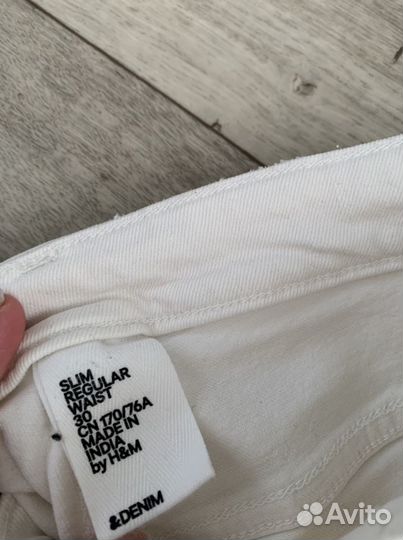 SLIM
REGULAR
WAIST
30
CN 170/76A
MADE IN
INDIA
by H&M
&DENIM
Avito